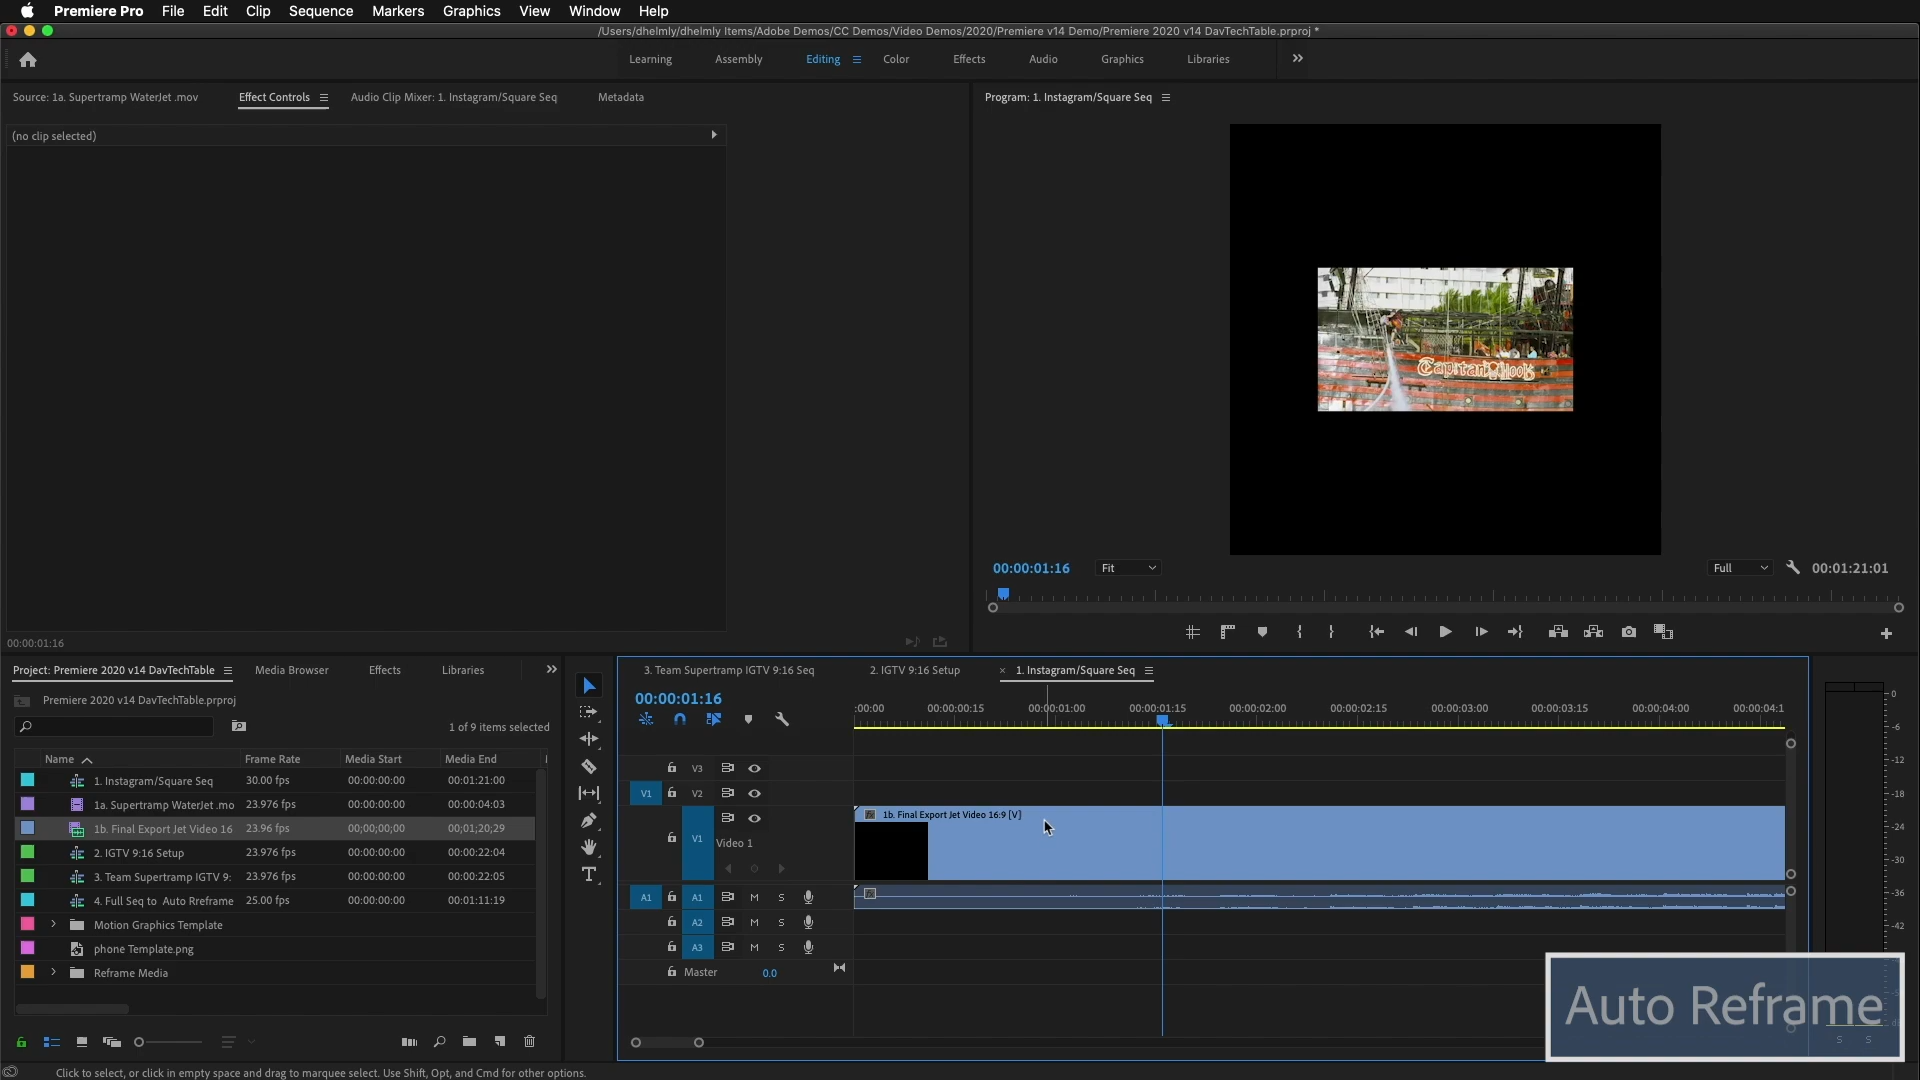 Premiere Pro File Edit Clip Sequence Markers Graphics View Window Help
/Users/dhelmly/dhelmly Items/Adobe Demos/CC Demos/Video Demos/2020/Premiere v14 Demo/Premiere 2020 v14 DavTechTable.prproj *
Learning Assembly Editing Color Effects Audio Graphics Libraries
Source: 1a. Supertramp WaterJet .mov Effect Controls Audio Clip Mixer: 1. Instagram/Square Seq Metadata
Program: 1. Instagram/Square Seq
(no clip selected)
Capitan Hook
00:00:01:16 Fit Full 00:01:21:01
00:00:01:16
Project: Premiere 2020 v14 DavTechTable Media Browser Effects Libraries
3. Team Supertramp IGTV 9:16 Seq 2. IGTV 9:16 Setup × 1. Instagram/Square Seq
Premiere 2020 v14 DavTechTable.prproj
00:00:01:16
:00:00 00:00:00:15 00:00:01:00 00:00:01:15 00:00:02:00 00:00:02:15 00:00:03:00 00:00:03:15 00:00:04:00 00:00:04:1
1 of 9 items selected
Name Frame Rate Media Start Media End
1. Instagram/Square Seq 30.00 fps 00:00:00:00 00:01:21:00
1a. Supertramp WaterJet .mo 23.976 fps 00:00:00:00 00:00:04:03
1b. Final Export Jet Video 16 23.96 fps 00;00;00;00 00;01;20;29
2. IGTV 9:16 Setup 23.976 fps 00:00:00:00 00:00:22:04
3. Team Supertramp IGTV 9: 23.976 fps 00:00:00:00 00:00:22:05
4. Full Seq to Auto Rreframe 25.00 fps 00:00:00:00 00:01:11:19
Motion Graphics Template
phone Template.png
Reframe Media
V3
V1 V2
1b. Final Export Jet Video 16:9 [V]
V1 Video 1
A1 A1 M S
A2 M S
A3 M S
Master 0.0
0
-6
-12
-18
-24
-30
-36
-42
Auto Reframe
S S
Click to select, or click in empty space and drag to marquee select. Use Shift, Opt, and Cmd for other options.